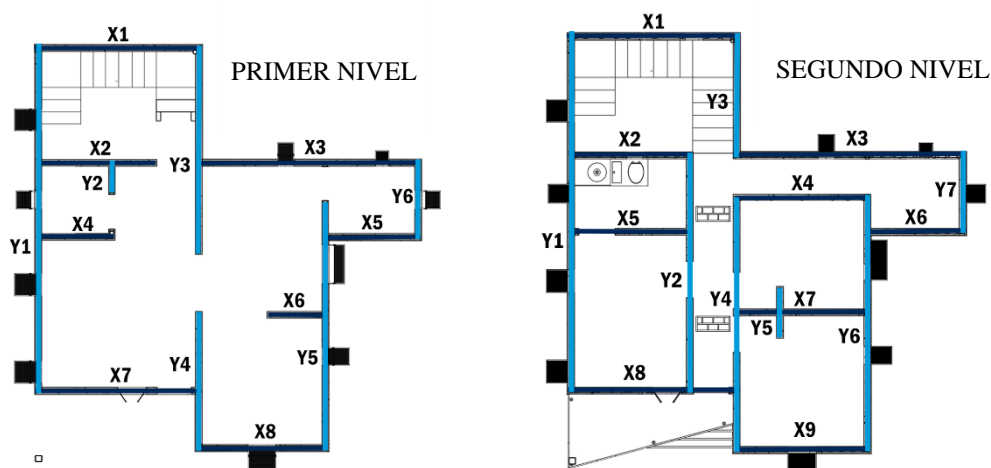 X1
PRIMER NIVEL
X2
Y3
X3
Y2
Y6
X4
X5
Y1
X6
Y5
X7
Y4
X8
X1
SEGUNDO NIVEL
Y3
X2
X3
X4
Y7
X5
X6
Y1
Y2
Y4
X7
Y5
Y6
X8
X9